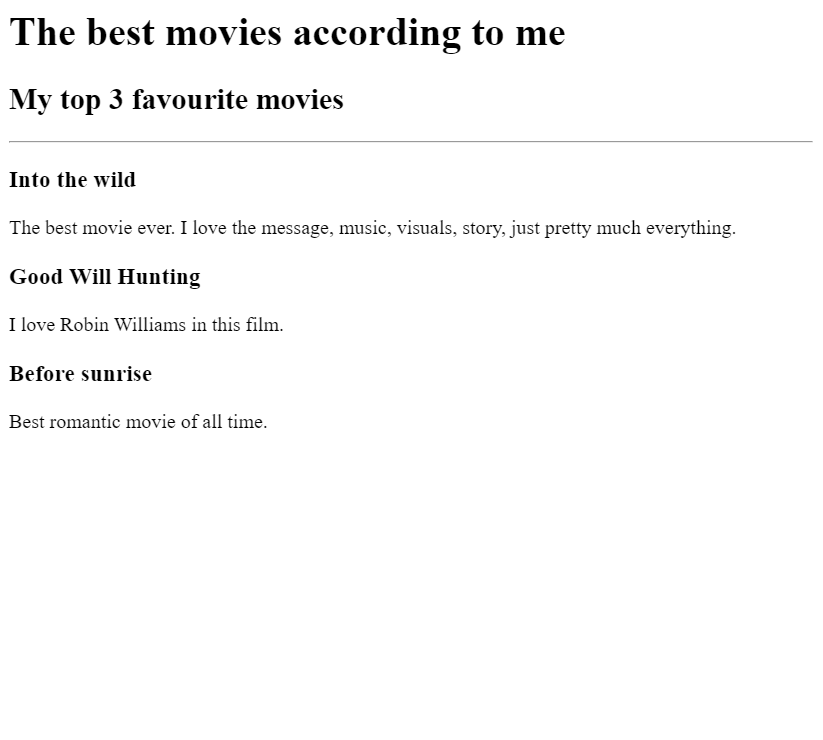 The best movies according to me
My top 3 favourite movies
Into the wild
The best movie ever. I love the message, music, visuals, story, just pretty much everything.
Good Will Hunting
I love Robin Williams in this film.
Before sunrise
Best romantic movie of all time.